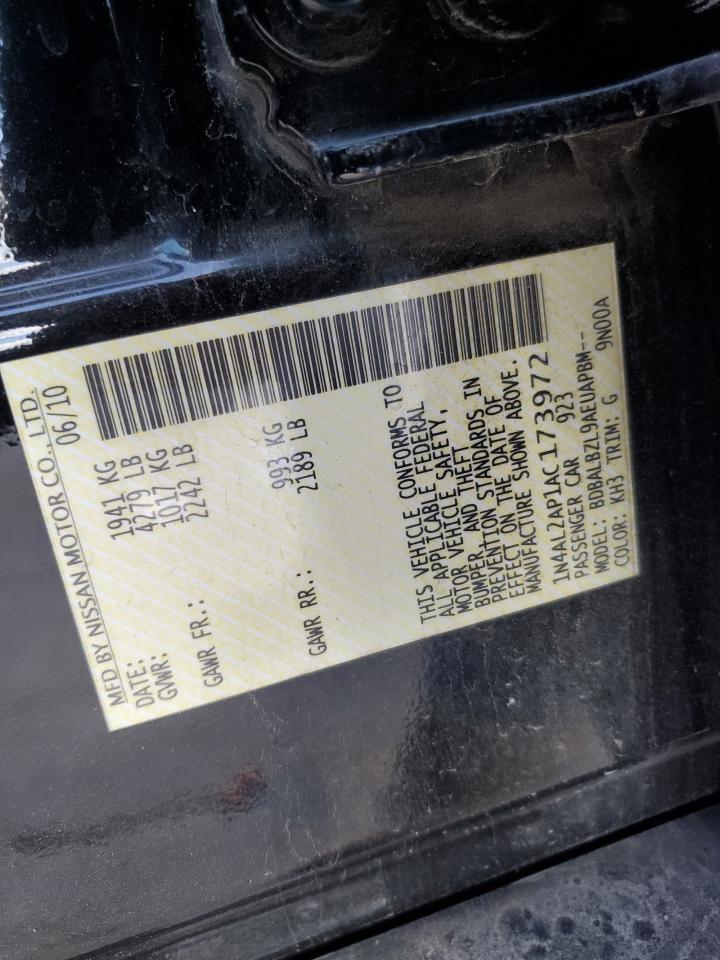 MFD BY NISSAN MOTOR CO., LTD.
DATE: 06/10
GVWR: 1941 KG
4279 LB
GAWR FR.: 1017 KG
2242 LB
GAWR RR.: 993 KG
2189 LB
THIS VEHICLE CONFORMS TO
ALL APPLICABLE FEDERAL
MOTOR VEHICLE SAFETY,
BUMPER, AND THEFT
PREVENTION STANDARDS IN
EFFECT ON THE DATE OF
MANUFACTURE SHOWN ABOVE.
1N4AL2AP1AC173972
PASSENGER CAR 923
MODEL: BDBALBZL9AEUAPBM--
COLOR: KH3 TRIM: G 9N00A